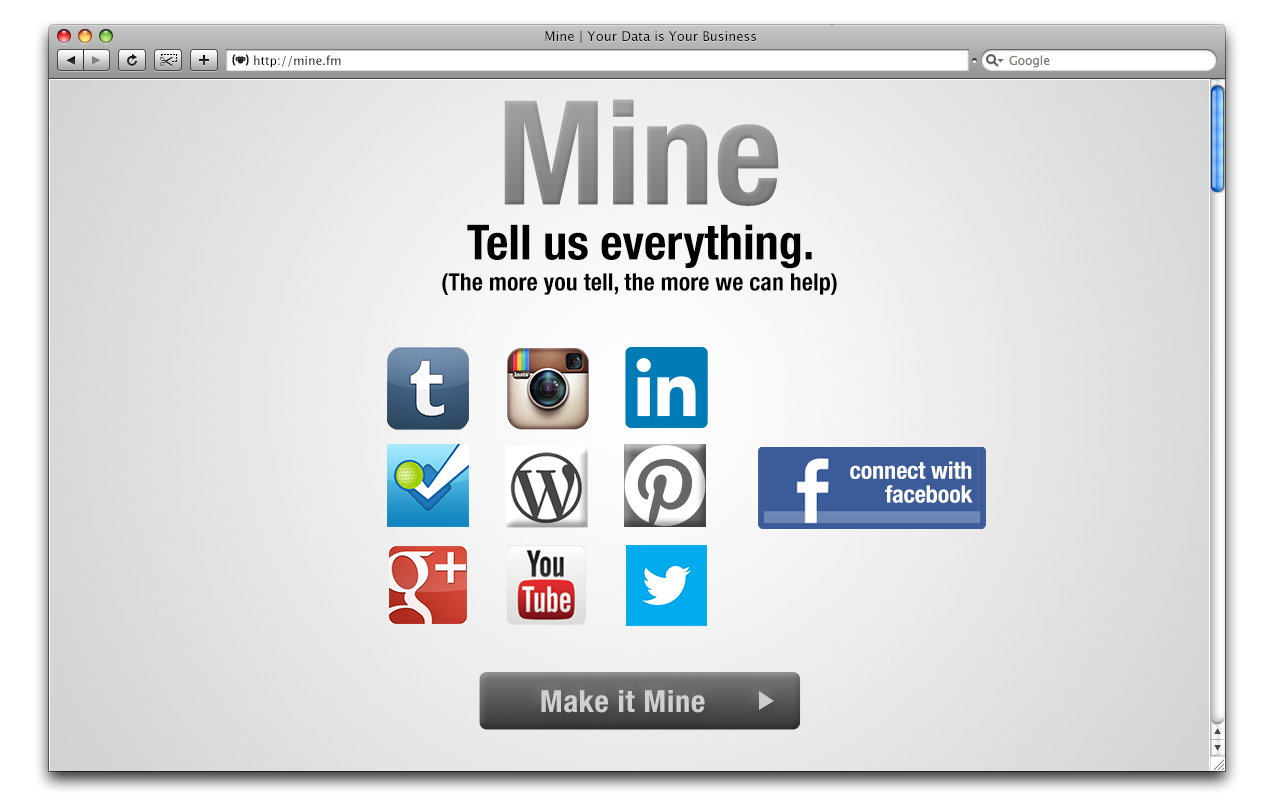 Mine | Your Data is Your Business
http://mine.fm
Google
Mine
Tell us everything.
(The more you tell, the more we can help)
t
Insta
in
W
P
f
connect with
facebook
g+
You
Tube
Make it Mine